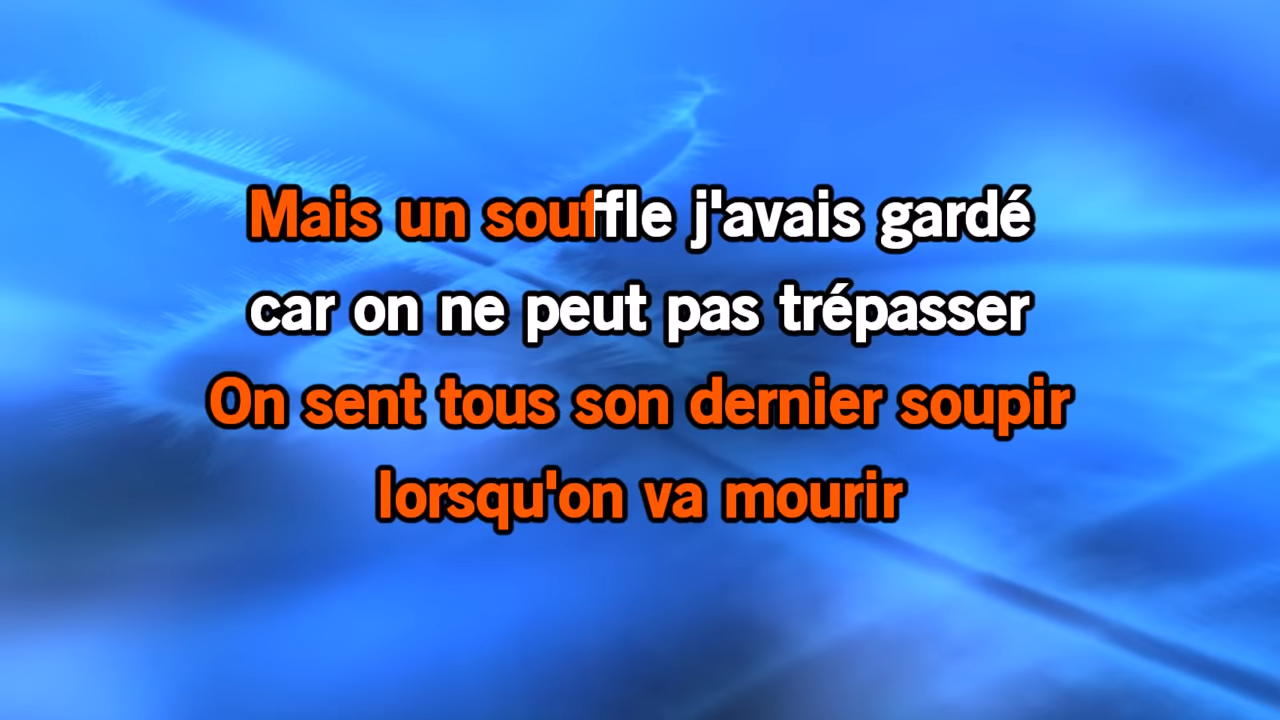 Mais un souffle j'avais gardé
car on ne peut pas trépasser
On sent tous son dernier soupir
lorsqu'on va mourir